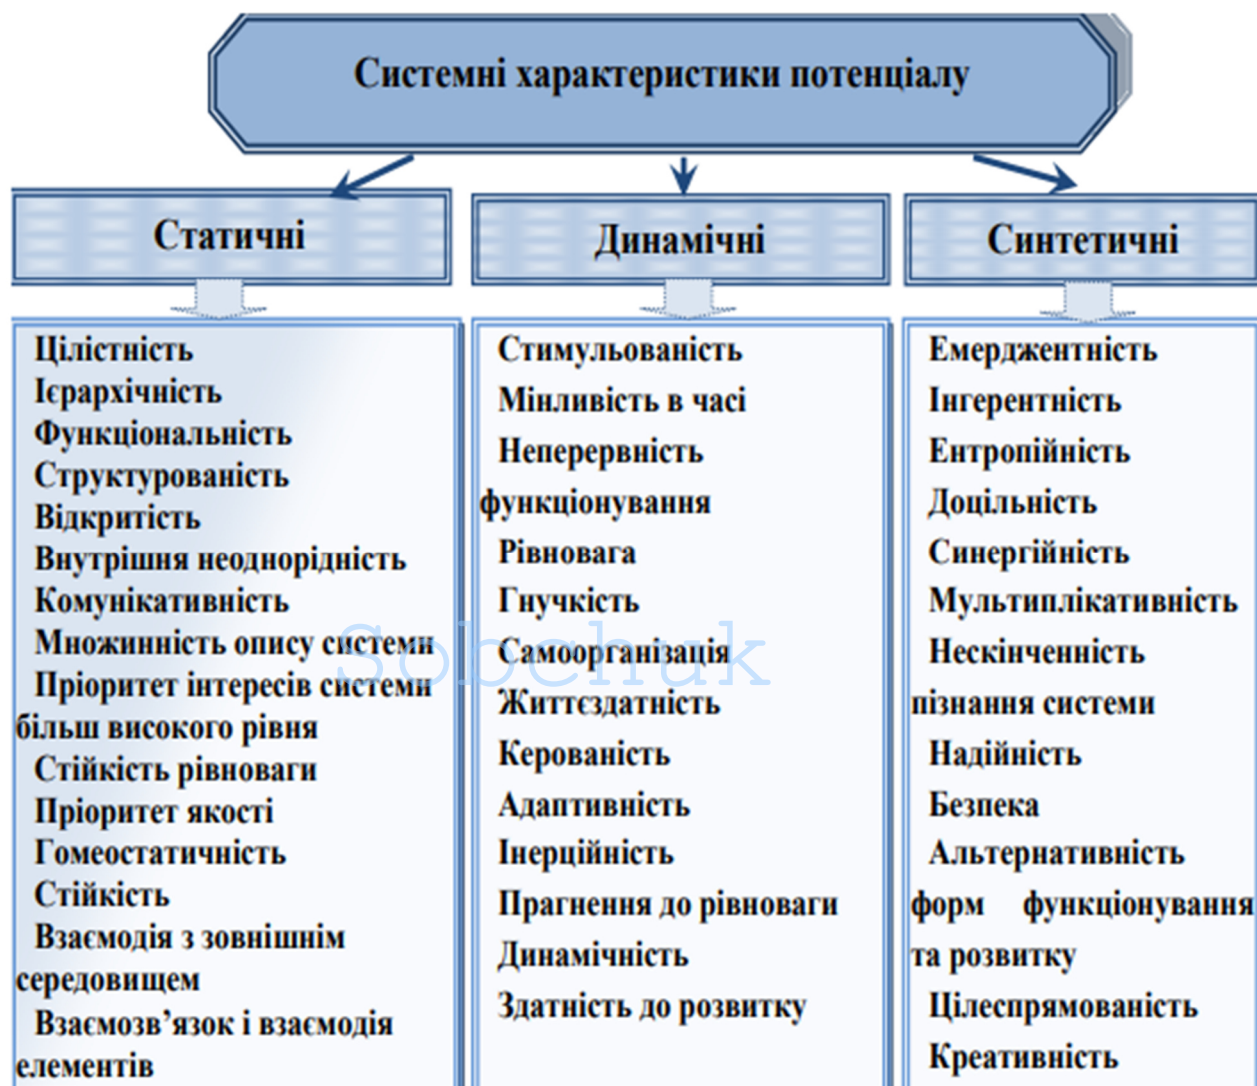 Системні характеристики потенціалу
Статичні
Цілістність
Ієрархічність
Функціональність
Структурованість
Відкритість
Внутрішня неоднорідність
Комунікативність
Множинність опису системи
Пріоритет інтересів системи
більш високого рівня
Стійкість рівноваги
Пріоритет якості
Гомеостатичність
Стійкість
Взаємодія з зовнішнім
середовищем
Взаємозв’язок і взаємодія
елементів
Динамічні
Стимульованість
Мінливість в часі
Неперервність
функціонування
Рівновага
Гнучкість
Самоорганізація
Життєздатність
Керованість
Адаптивність
Інерційність
Прагнення до рівноваги
Динамічність
Здатність до розвитку
Синтетичні
Емерджентність
Інгерентність
Ентропійність
Доцільність
Синергійність
Мультиплікативність
Нескінченність
пізнання системи
Надійність
Безпека
Альтернативність
форм функціонування
та розвитку
Цілеспрямованість
Креативність
Sobchuk